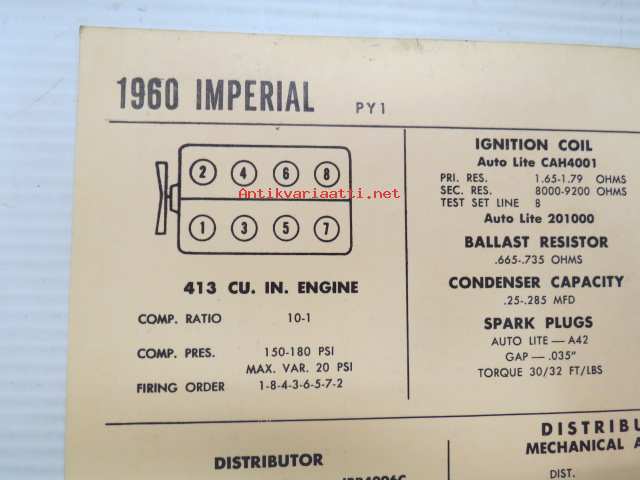 1960 IMPERIAL PY1
2 4 6 8
Antikvariaatti.net
1 3 5 7
413 CU. IN. ENGINE
COMP. RATIO 10-1
COMP. PRES. 150-180 PSI
MAX. VAR. 20 PSI
FIRING ORDER 1-8-4-3-6-5-7-2
IGNITION COIL
Auto Lite CAH4001
PRI. RES. 1.65-1.79 OHMS
SEC. RES. 8000-9200 OHMS
TEST SET LINE 8
Auto Lite 201000
BALLAST RESISTOR
.665-.735 OHMS
CONDENSER CAPACITY
.25-.285 MFD
SPARK PLUGS
AUTO LITE — A42
GAP — .035"
TORQUE 30/32 FT/LBS
DISTRIBUTOR
DISTRIBU
MECHANICAL A
DIST.